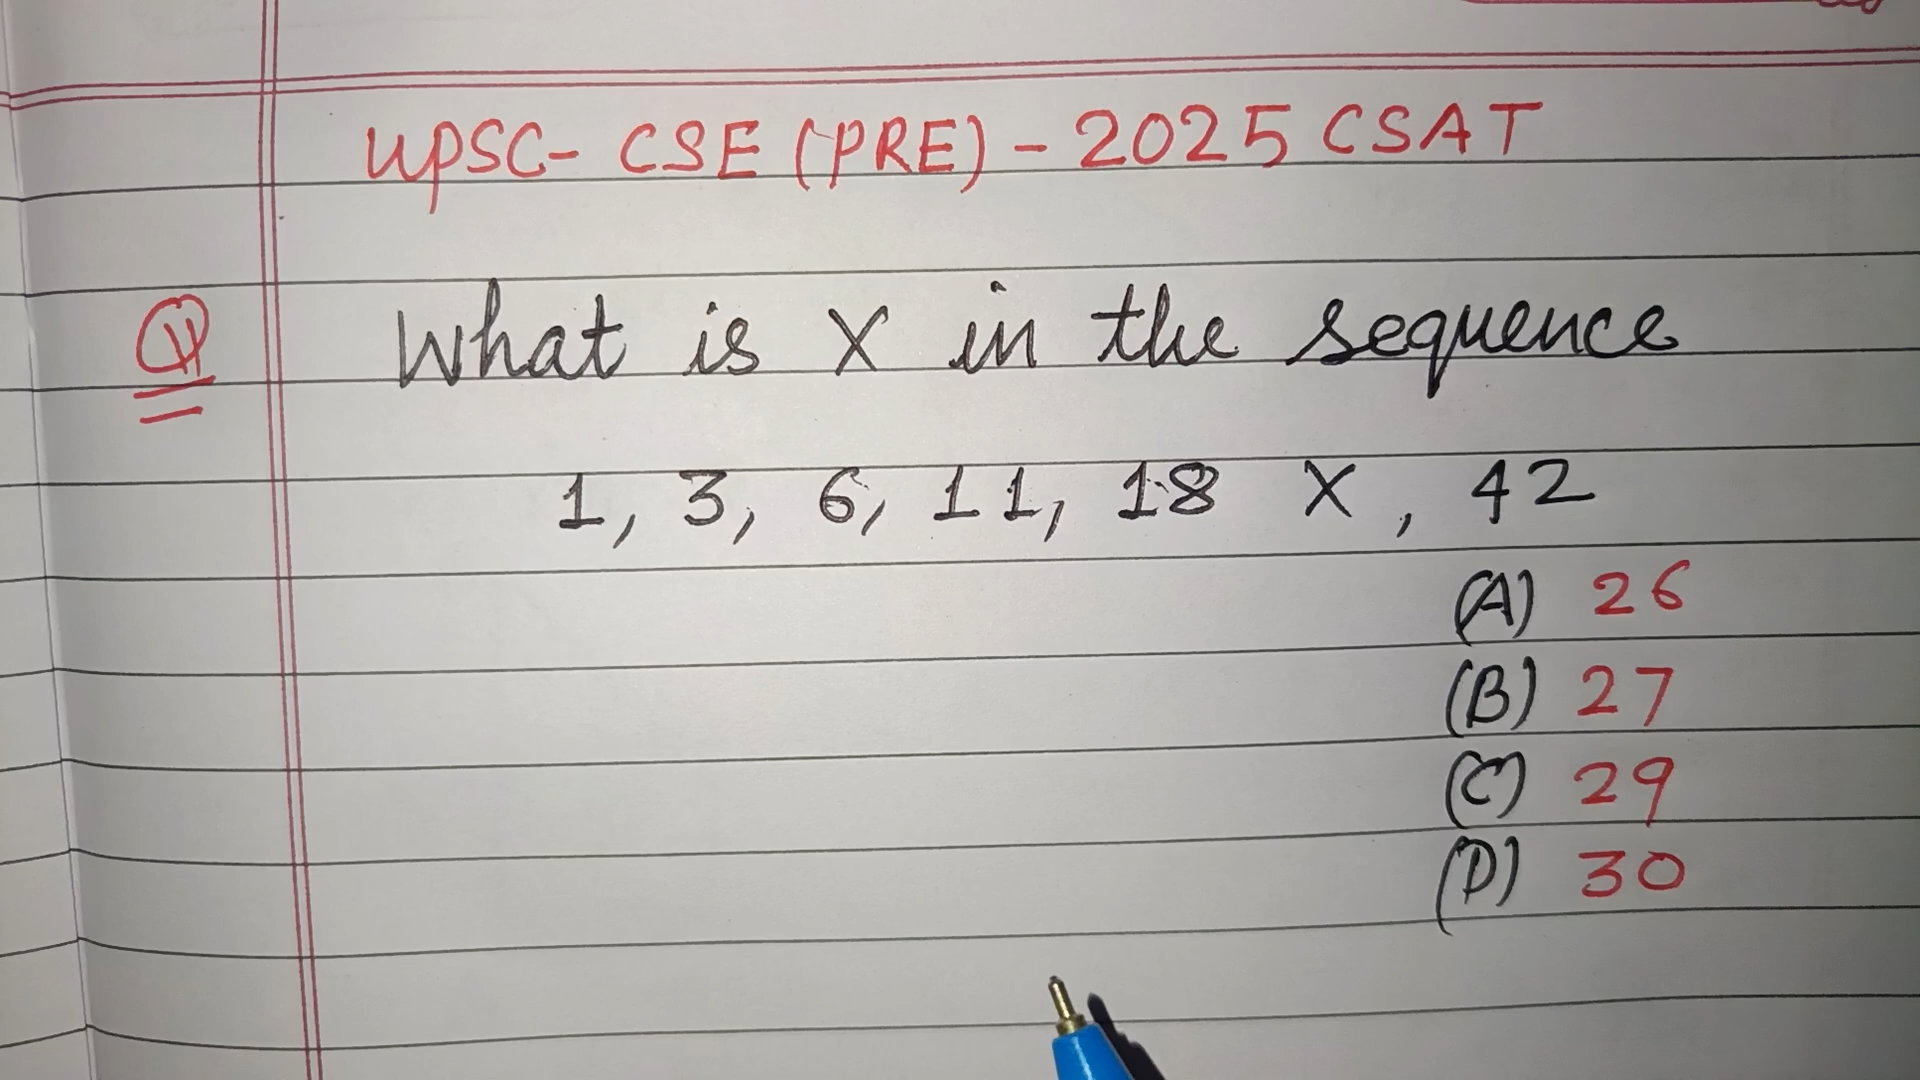 UPSC- CSE (PRE) - 2025 CSAT
Q What is X in the sequence
1, 3, 6, 11, 18 X, 42
(A) 26
(B) 27
(C) 29
(D) 30